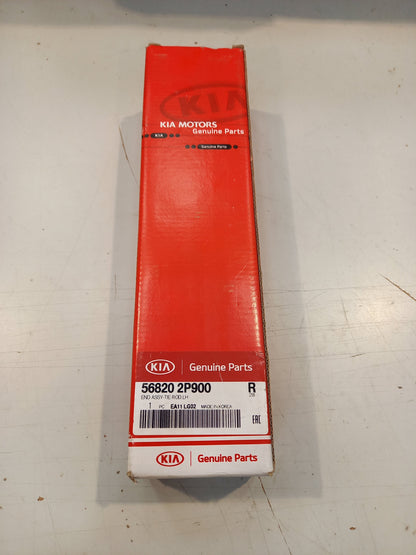 KIA
KIA MOTORS
Genuine Parts
KIA
Genuine Parts
KIA Genuine Parts
56820 2P900 R
END ASSY-TIE ROD LH
1 PC EA11 LG02 MADE IN KOREA EAC
KIA Genuine Parts